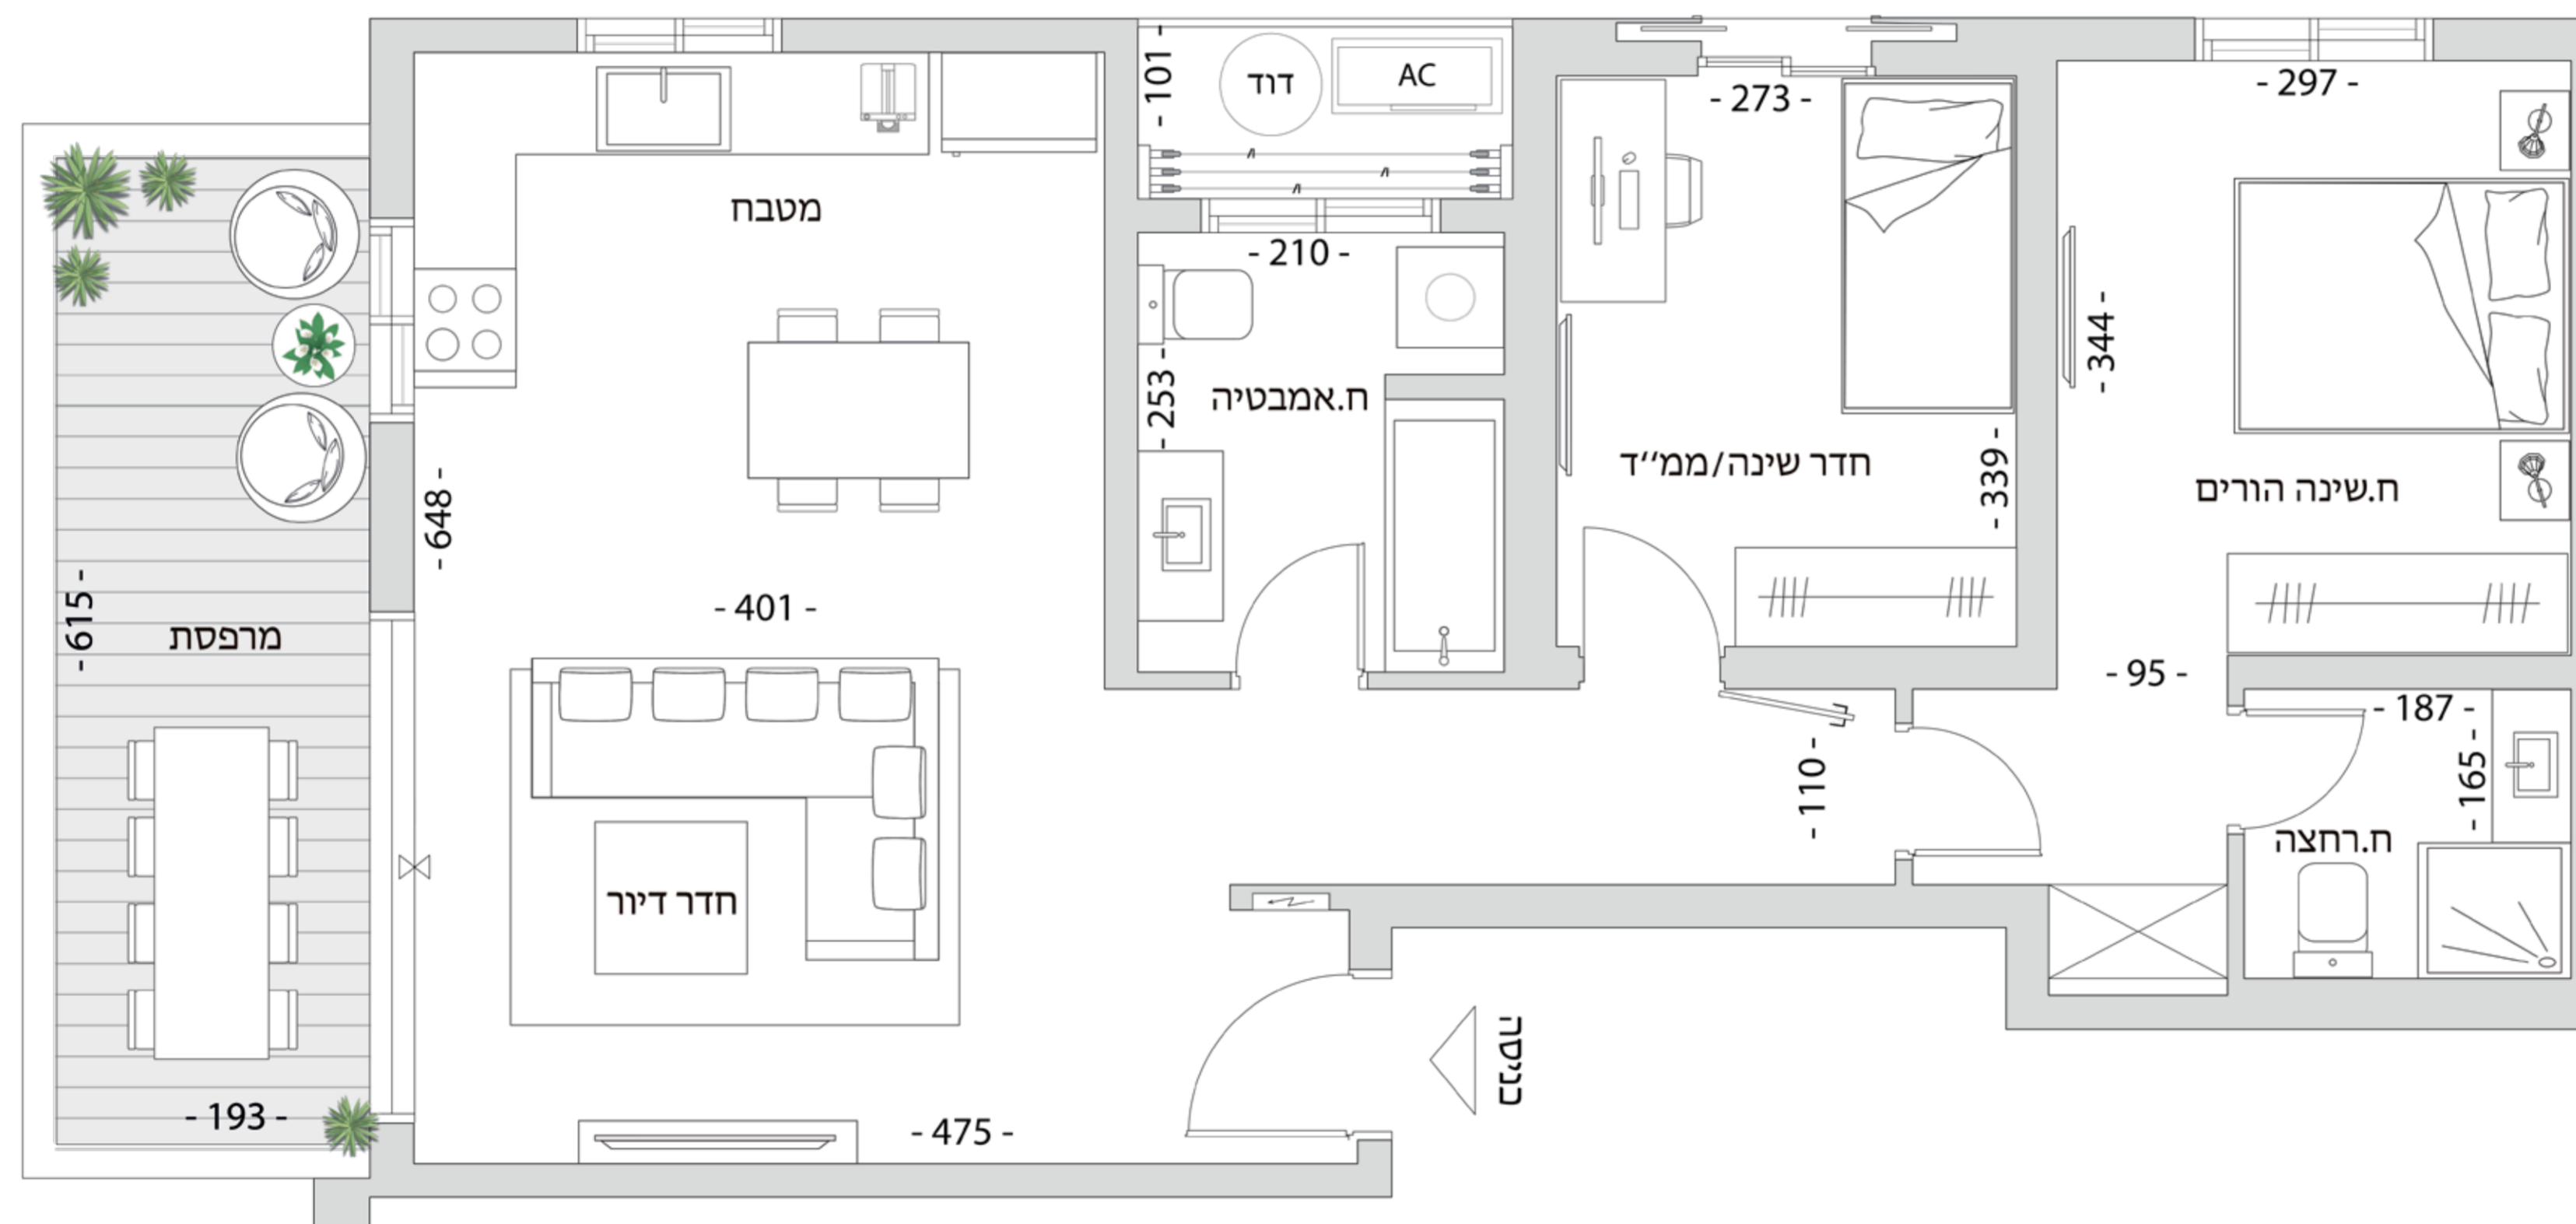 - 101 -
דוד
AC
- 273 -
- 297 -
מטבח
- 210 -
- 344 -
- 253 -
ח.אמבטיה
חדר שינה/ממ‘‘ד
- 339 -
ח.שינה הורים
- 648 -
- 401 -
- 615 -
מרפסת
- 95 -
- 187 -
- 110 -
- 165 -
ח.רחצה
חדר דיור
כניסה
- 193 -
- 475 -